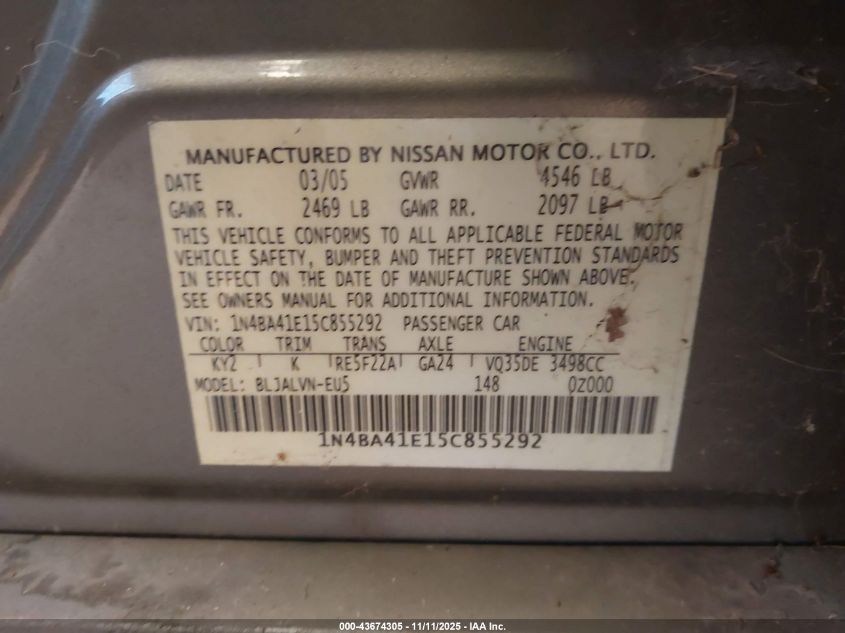 MANUFACTURED BY NISSAN MOTOR CO., LTD.
DATE 03/05 GVWR 4546 LB
GAWR FR. 2469 LB GAWR RR. 2097 LB
THIS VEHICLE CONFORMS TO ALL APPLICABLE FEDERAL MOTOR
VEHICLE SAFETY, BUMPER AND THEFT PREVENTION STANDARDS
IN EFFECT ON THE DATE OF MANUFACTURE SHOWN ABOVE.
SEE OWNERS MANUAL FOR ADDITIONAL INFORMATION.
VIN: 1N4BA41E15C855292 PASSENGER CAR
COLOR TRIM TRANS AXLE ENGINE
KY2 K RE5F22A GA24 VQ35DE 3498CC
MODEL: BLJALVN-EU5 148 0Z000
1N4BA41E15C855292
000-43674305 - 11/11/2025 - IAA Inc.